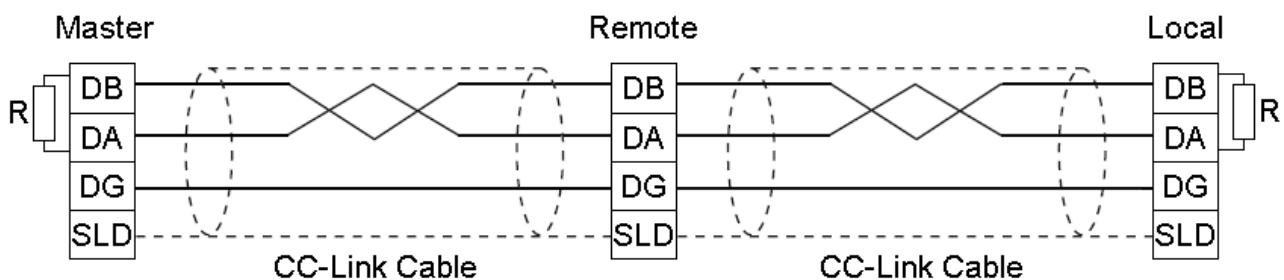 Master Remote Local
DB DB DB
R R
DA DA DA
DG DG DG
SLD SLD SLD
CC-Link Cable CC-Link Cable